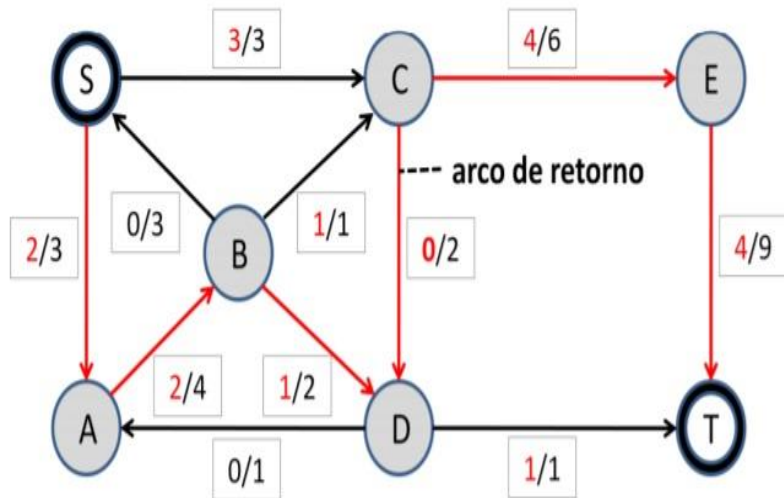 3/3
4/6
S
C
E
arco de retorno
0/3
1/1
2/3
B
0/2
4/9
2/4
1/2
A
D
T
0/1
1/1